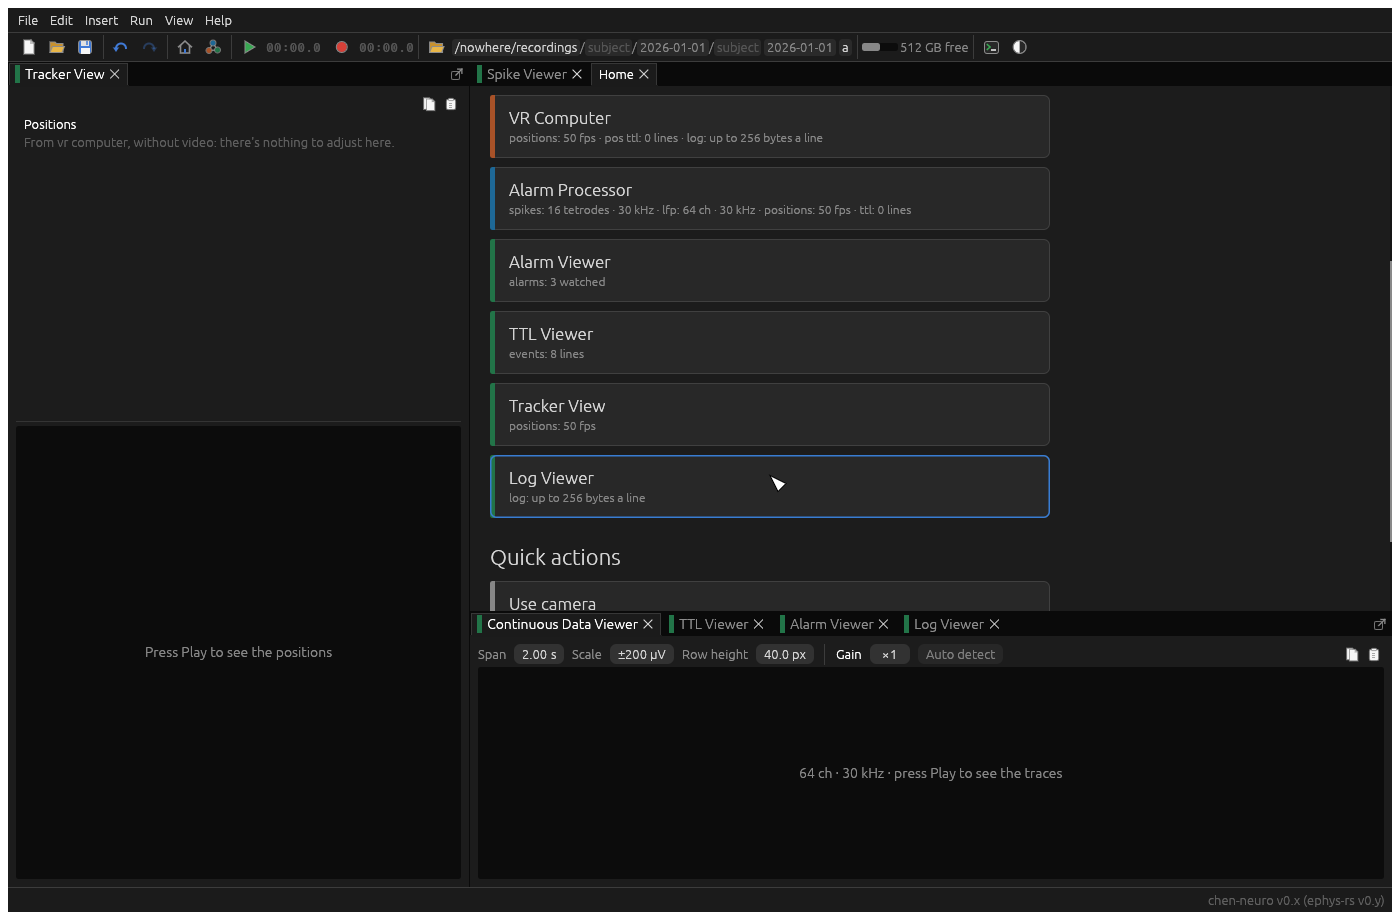 File Edit Insert Run View Help
00:00.0 00:00.0 /nowhere/recordings / subject / 2026-01-01 / subject 2026-01-01 a 512 GB free
Tracker View
Spike Viewer Home
Positions
From vr computer, without video: there's nothing to adjust here.
Press Play to see the positions
VR Computer
positions: 50 fps · pos ttl: 0 lines · log: up to 256 bytes a line
Alarm Processor
spikes: 16 tetrodes · 30 kHz · lfp: 64 ch · 30 kHz · positions: 50 fps · ttl: 0 lines
Alarm Viewer
alarms: 3 watched
TTL Viewer
events: 8 lines
Tracker View
positions: 50 fps
Log Viewer
log: up to 256 bytes a line
Quick actions
Use camera
Continuous Data Viewer TTL Viewer Alarm Viewer Log Viewer
Span 2.00 s Scale ±200 µV Row height 40.0 px Gain ×1 Auto detect
64 ch · 30 kHz · press Play to see the traces
chen-neuro v0.x (ephys-rs v0.y)